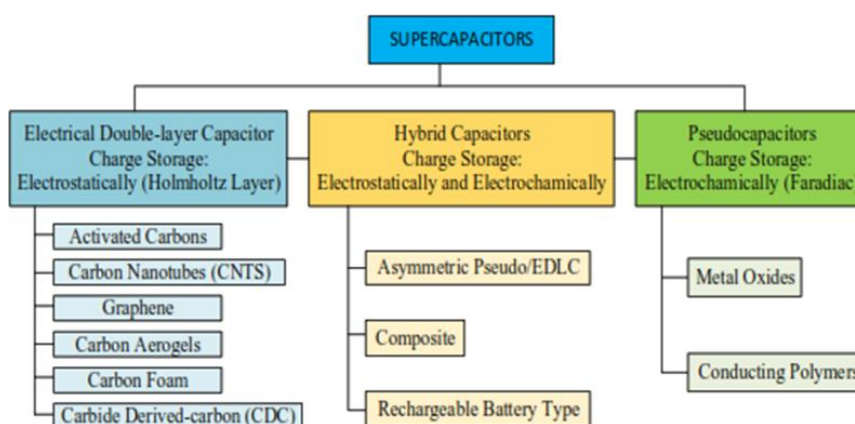 SUPERCAPACITORS
Electrical Double-layer Capacitor
Charge Storage:
Electrostatically (Holmholtz Layer)
Hybrid Capacitors
Charge Storage:
Electrostatically and Electrochamically
Pseudocapacitors
Charge Storage:
Electrochamically (Faradiac)
Activated Carbons
Carbon Nanotubes (CNTS)
Graphene
Carbon Aerogels
Carbon Foam
Carbide Derived-carbon (CDC)
Asymmetric Pseudo/EDLC
Composite
Rechargeable Battery Type
Metal Oxides
Conducting Polymers